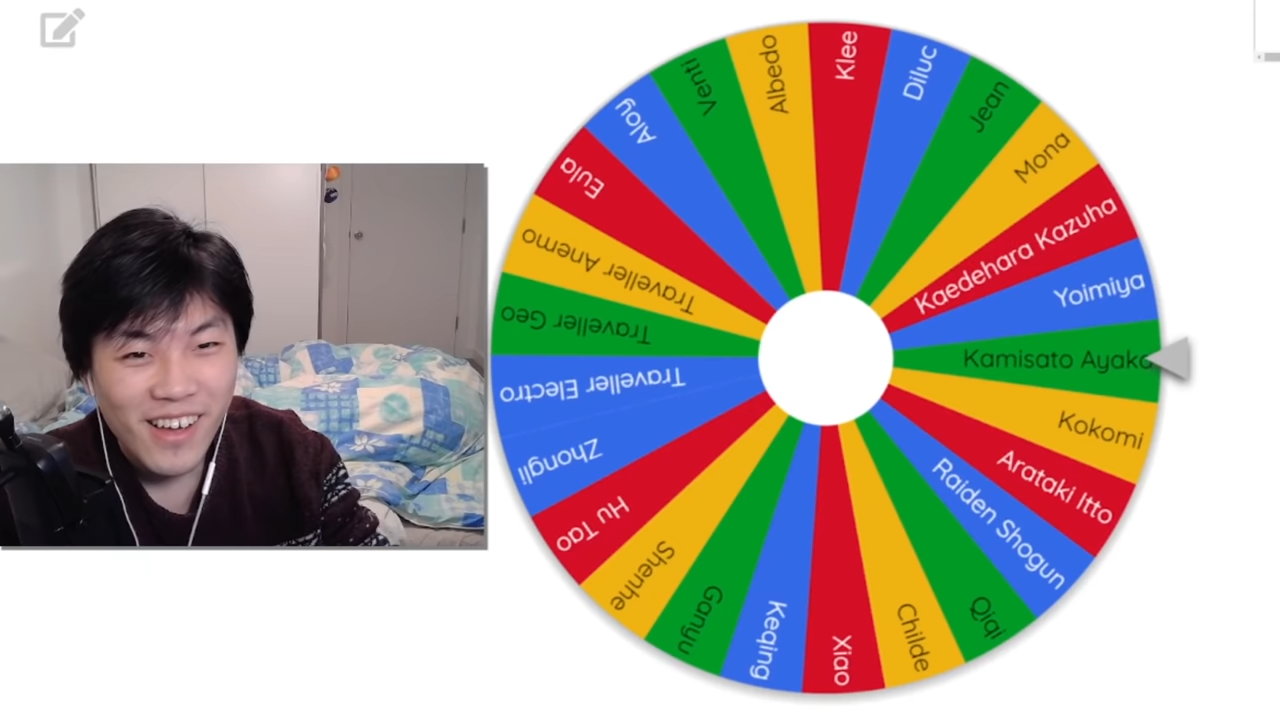 Klee
Diluc
Jean
Mona
Kaedehara Kazuha
Yoimiya
Kamisato Ayaka
Kokomi
Arataki Itto
Raiden Shogun
Qiqi
Childe
Xiao
Keqing
Ganyu
Shenhe
Hu Tao
Zhongli
Traveller Electro
Traveller Geo
Traveller Anemo
Eula
Aloy
Venti
Albedo